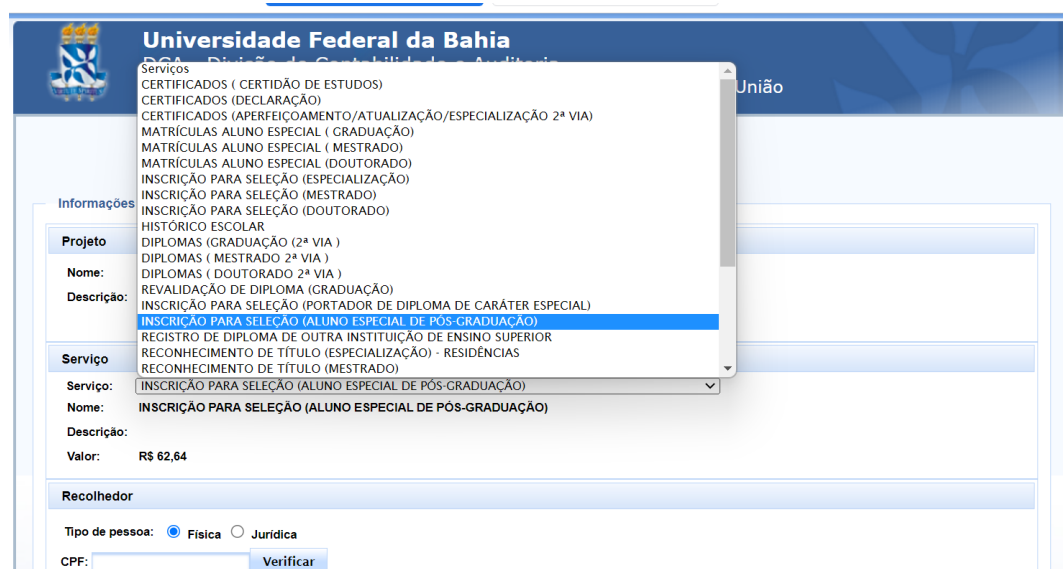 Universidade Federal da Bahia
DCA - Divisão de Contabilidade e Auditoria
União
Serviços
CERTIFICADOS ( CERTIDÃO DE ESTUDOS)
CERTIFICADOS (DECLARAÇÃO)
CERTIFICADOS (APERFEIÇOAMENTO/ATUALIZAÇÃO/ESPECIALIZAÇÃO 2ª VIA)
MATRÍCULAS ALUNO ESPECIAL ( GRADUAÇÃO)
MATRÍCULAS ALUNO ESPECIAL ( MESTRADO)
MATRÍCULAS ALUNO ESPECIAL (DOUTORADO)
INSCRIÇÃO PARA SELEÇÃO (ESPECIALIZAÇÃO)
INSCRIÇÃO PARA SELEÇÃO (MESTRADO)
INSCRIÇÃO PARA SELEÇÃO (DOUTORADO)
HISTÓRICO ESCOLAR
DIPLOMAS (GRADUAÇÃO (2ª VIA )
DIPLOMAS ( MESTRADO 2ª VIA )
DIPLOMAS ( DOUTORADO 2ª VIA )
REVALIDAÇÃO DE DIPLOMA (GRADUAÇÃO)
INSCRIÇÃO PARA SELEÇÃO (PORTADOR DE DIPLOMA DE CARÁTER ESPECIAL)
INSCRIÇÃO PARA SELEÇÃO (ALUNO ESPECIAL DE PÓS-GRADUAÇÃO)
REGISTRO DE DIPLOMA DE OUTRA INSTITUIÇÃO DE ENSINO SUPERIOR
RECONHECIMENTO DE TÍTULO (ESPECIALIZAÇÃO) - RESIDÊNCIAS
RECONHECIMENTO DE TÍTULO (MESTRADO)
Informações
Projeto
Nome:
Descrição:
Serviço
Serviço: INSCRIÇÃO PARA SELEÇÃO (ALUNO ESPECIAL DE PÓS-GRADUAÇÃO)
Nome: INSCRIÇÃO PARA SELEÇÃO (ALUNO ESPECIAL DE PÓS-GRADUAÇÃO)
Descrição:
Valor: R$ 62,64
Recolhedor
Tipo de pessoa: Física Jurídica
CPF: Verificar